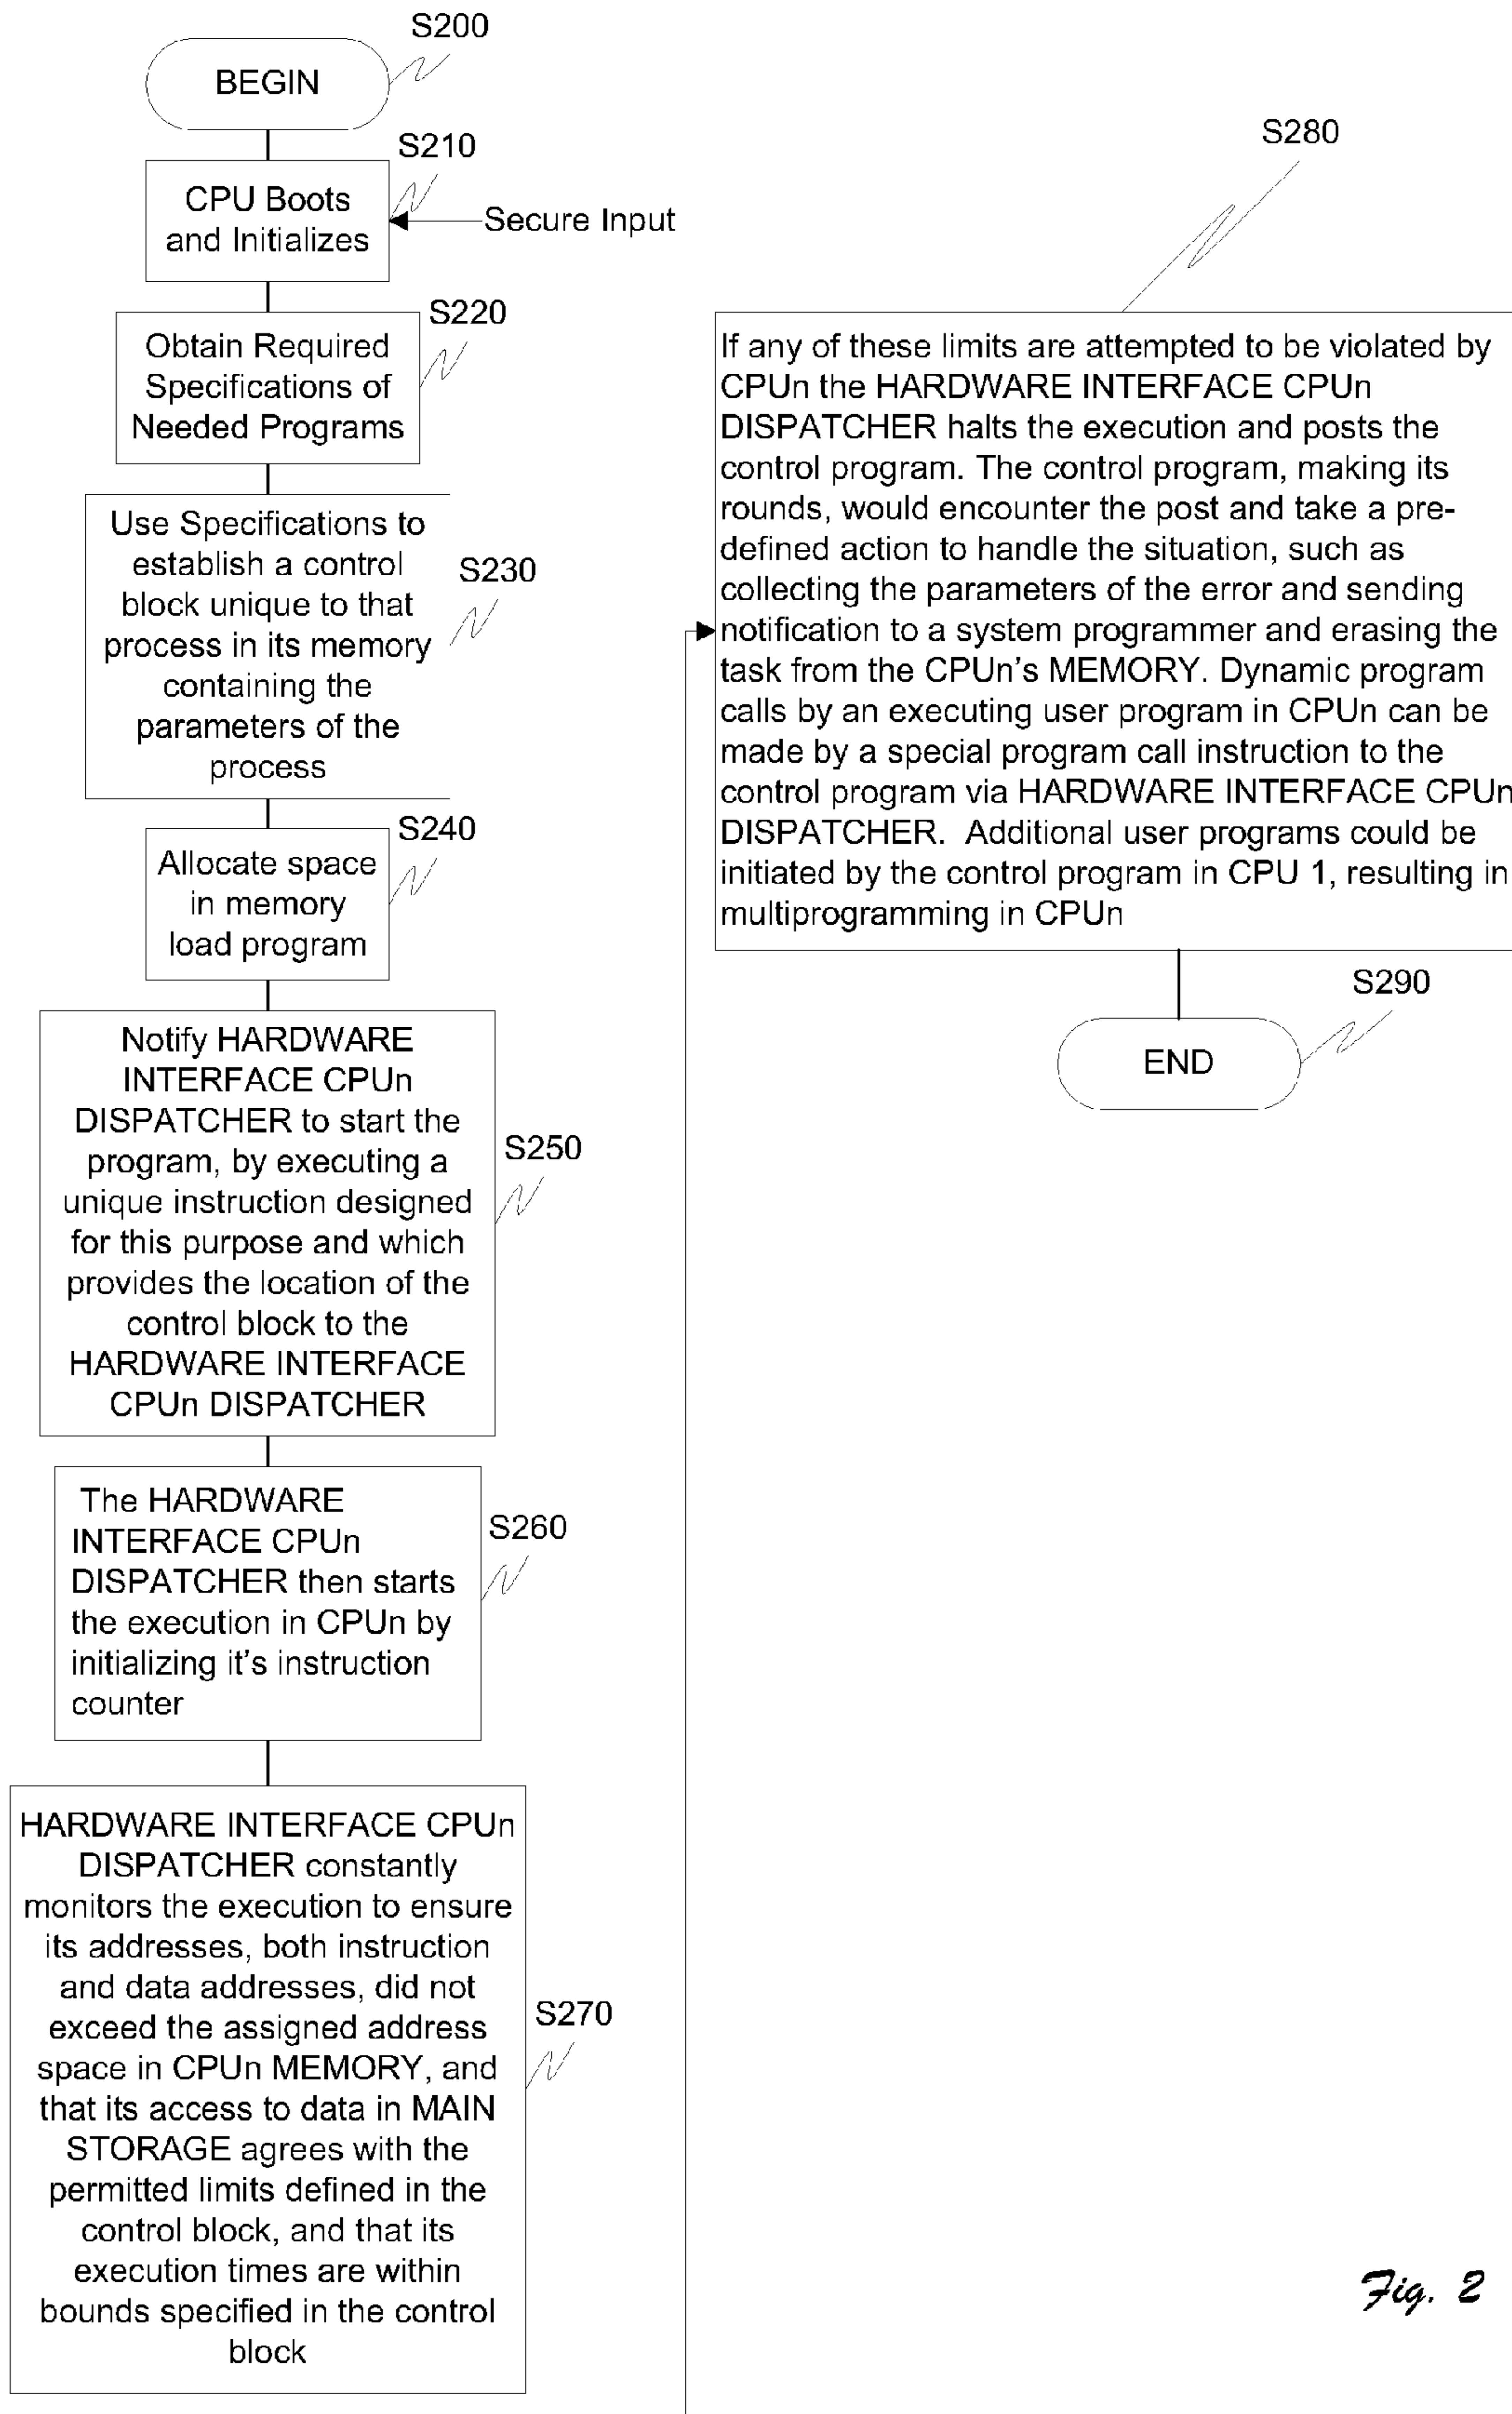 S200
BEGIN
S210
CPU Boots
and Initializes
Secure Input
S220
Obtain Required
Specifications of
Needed Programs
Use Specifications to
establish a control
block unique to that
process in its memory
containing the
parameters of the
process
S230
S240
Allocate space
in memory
load program
Notify HARDWARE
INTERFACE CPUn
DISPATCHER to start the
program, by executing a
unique instruction designed
for this purpose and which
provides the location of the
control block to the
HARDWARE INTERFACE
CPUn DISPATCHER
S250
The HARDWARE
INTERFACE CPUn
DISPATCHER then starts
the execution in CPUn by
initializing it's instruction
counter
S260
HARDWARE INTERFACE CPUn
DISPATCHER constantly
monitors the execution to ensure
its addresses, both instruction
and data addresses, did not
exceed the assigned address
space in CPUn MEMORY, and
that its access to data in MAIN
STORAGE agrees with the
permitted limits defined in the
control block, and that its
execution times are within
bounds specified in the control
block
S270
S280
If any of these limits are attempted to be violated by
CPUn the HARDWARE INTERFACE CPUn
DISPATCHER halts the execution and posts the
control program. The control program, making its
rounds, would encounter the post and take a pre-
defined action to handle the situation, such as
collecting the parameters of the error and sending
notification to a system programmer and erasing the
task from the CPUn's MEMORY. Dynamic program
calls by an executing user program in CPUn can be
made by a special program call instruction to the
control program via HARDWARE INTERFACE CPUn
DISPATCHER. Additional user programs could be
initiated by the control program in CPU 1, resulting in
multiprogramming in CPUn
S290
END
Fig. 2